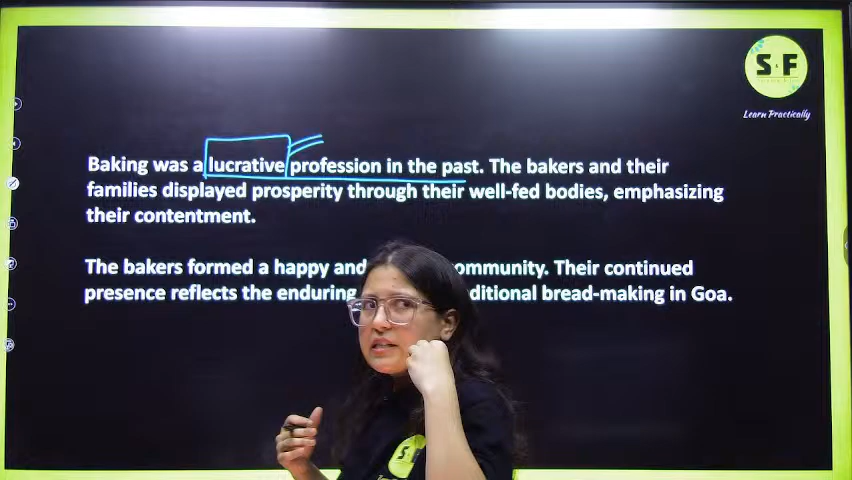 S F
Learn Practically
Baking was a lucrative profession in the past. The bakers and their
families displayed prosperity through their well-fed bodies, emphasizing
their contentment.
The bakers formed a happy and community. Their continued
presence reflects the enduring bread-making in Goa.
S